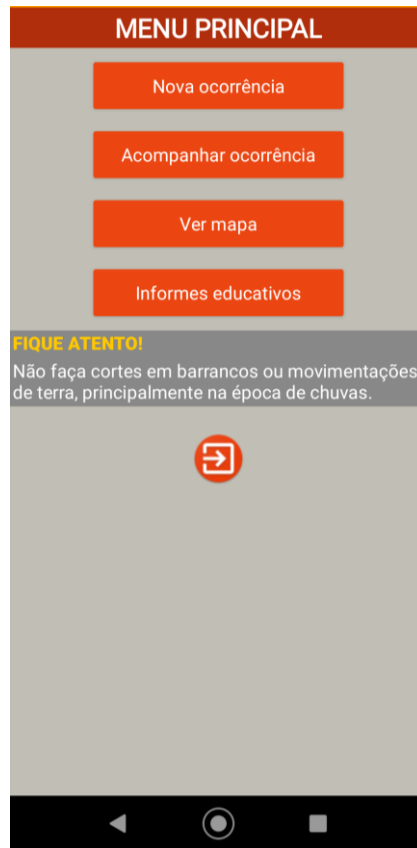 MENU PRINCIPAL
Nova ocorrência
Acompanhar ocorrência
Ver mapa
Informes educativos
FIQUE ATENTO!
Não faça cortes em barrancos ou movimentações
de terra, principalmente na época de chuvas.